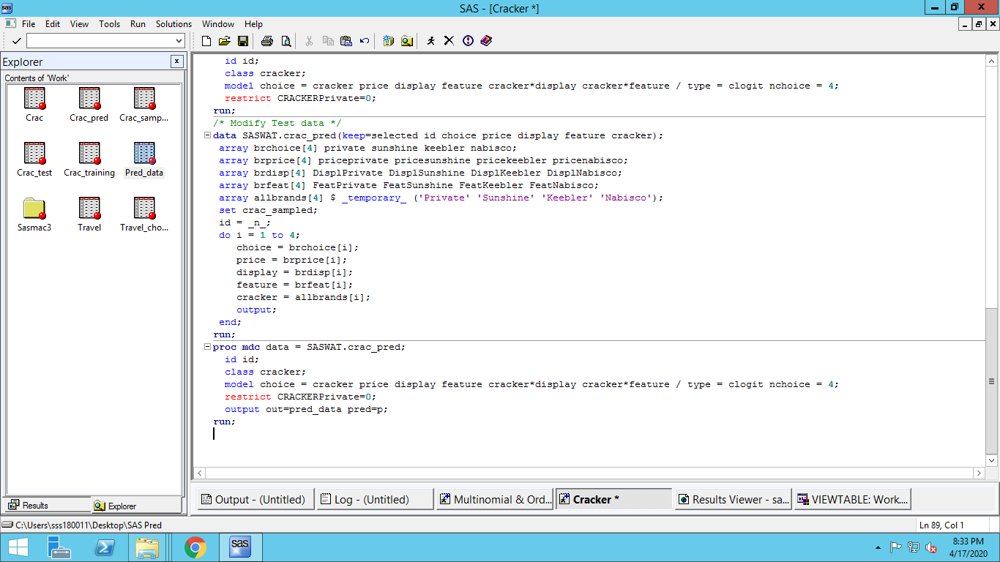 sas
SAS - [Cracker *]
File Edit View Tools Run Solutions Window Help
Explorer
Contents of 'Work'
Crac
Crac_pred
Crac_samp...
Crac_test
Crac_training
Pred_data
Sasmac3
Travel
Travel_cho...
id id;
class cracker;
model choice = cracker price display feature cracker*display cracker*feature / type = clogit nchoice = 4;
restrict CRACKERPrivate=0;
run;
/* Modify Test data */
data SASWAT.crac_pred(keep=selected id choice price display feature cracker);
array brchoice[4] private sunshine keebler nabisco;
array brprice[4] priceprivate pricesunshine pricekeebler pricenabisco;
array brdisp[4] DisplPrivate DisplSunshine DisplKeebler DisplNabisco;
array brfeat[4] FeatPrivate FeatSunshine FeatKeebler FeatNabisco;
array allbrands[4] $ _temporary_ ('Private' 'Sunshine' 'Keebler' 'Nabisco');
set crac_sampled;
id = _n_;
do i = 1 to 4;
choice = brchoice[i];
price = brprice[i];
display = brdisp[i];
feature = brfeat[i];
cracker = allbrands[i];
output;
end;
run;
proc mdc data = SASWAT.crac_pred;
id id;
class cracker;
model choice = cracker price display feature cracker*display cracker*feature / type = clogit nchoice = 4;
restrict CRACKERPrivate=0;
output out=pred_data pred=p;
run;
Results
Explorer
Output - (Untitled)
Log - (Untitled)
Multinomial & Ord...
Cracker *
Results Viewer - sa...
VIEWTABLE: Work....
C:\Users\sss180011\Desktop\SAS Pred
Ln 89, Col 1
sas
8:33 PM
4/17/2020